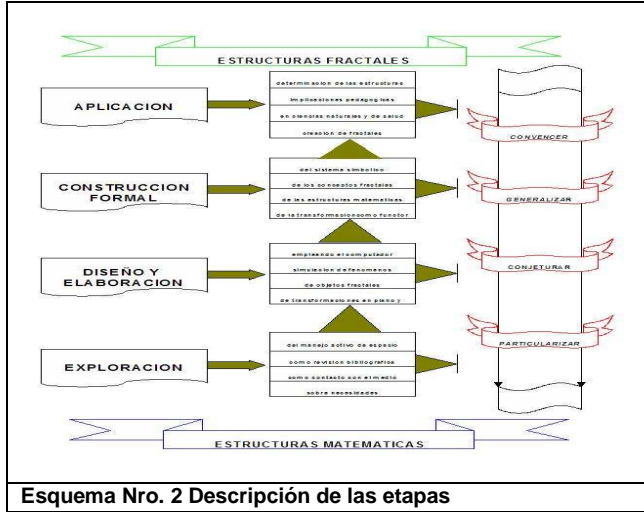 ESTRUCTURAS FRACTALES
APLICACION
determinacion de las estructuras
implicaciones pedagogicas
en ciencias naturales y de salud
creacion de fractales
CONVENCER
CONSTRUCCION
FORMAL
del sistema simbolico
de los conceptos fractales
de las estructuras matematicas
de la transformacion como functor
GENERALIZAR
DISEÑO Y
ELABORACION
empleando el computador
simulacion de fenomenos
de objetos fractales
de transformaciones en plano y
CONJETURAR
EXPLORACION
del manejo activo de espacio
como revision bibliografica
como contacto con el medio
sobre necesidades
PARTICULARIZAR
ESTRUCTURAS MATEMATICAS
Esquema Nro. 2 Descripción de las etapas